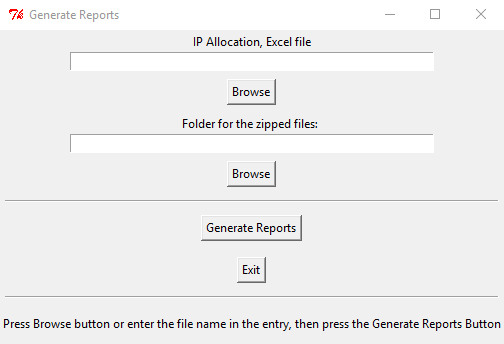 Generate Reports
IP Allocation, Excel file
Browse
Folder for the zipped files:
Browse
Generate Reports
Exit
Press Browse button or enter the file name in the entry, then press the Generate Reports Button